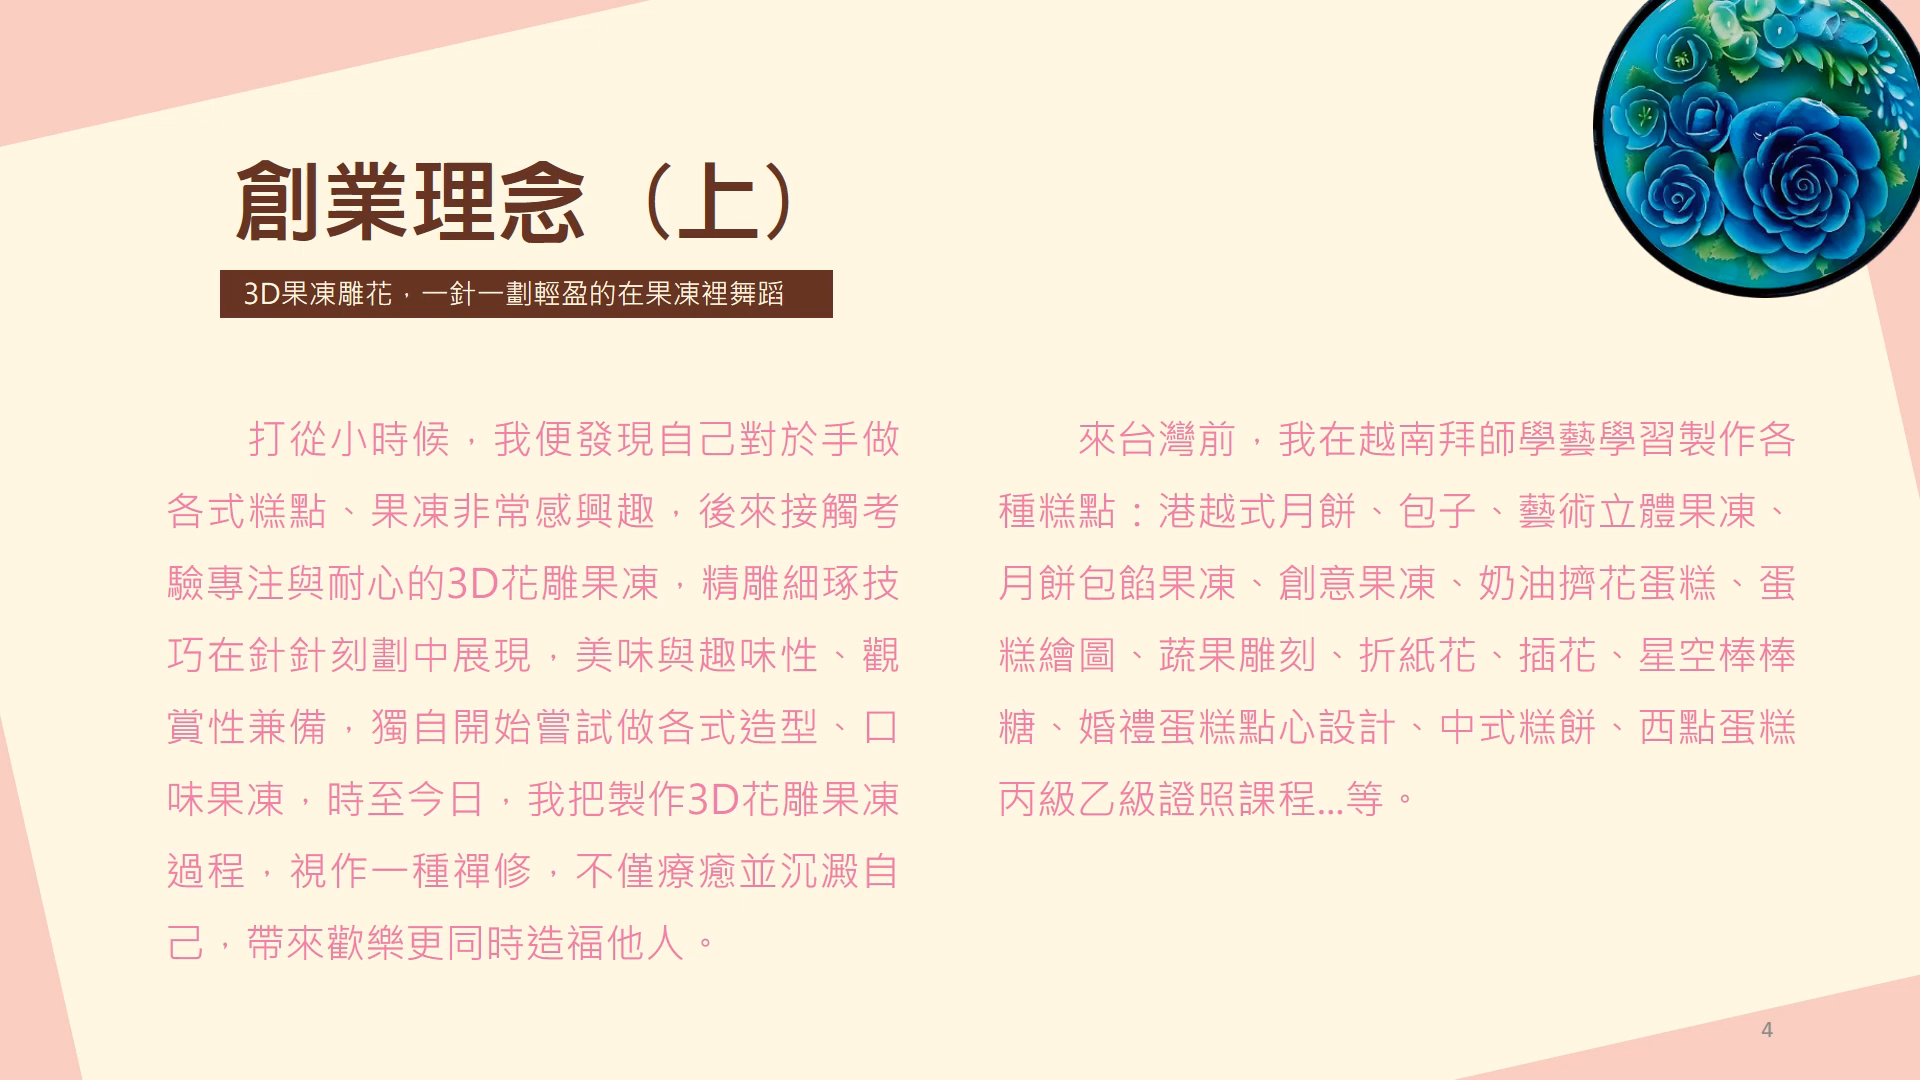 創業理念（上）
3D果凍雕花，一針一劃輕盈的在果凍裡舞蹈
打從小時候，我便發現自己對於手做
各式糕點、果凍非常感興趣，後來接觸考
驗專注與耐心的3D花雕果凍，精雕細琢技
巧在針針刻劃中展現，美味與趣味性、觀
賞性兼備，獨自開始嘗試做各式造型、口
味果凍，時至今日，我把製作3D花雕果凍
過程，視作一種禪修，不僅療癒並沉澱自
己，帶來歡樂更同時造福他人。
來台灣前，我在越南拜師學藝學習製作各
種糕點：港越式月餅、包子、藝術立體果凍、
月餅包餡果凍、創意果凍、奶油擠花蛋糕、蛋
糕繪圖、蔬果雕刻、折紙花、插花、星空棒棒
糖、婚禮蛋糕點心設計、中式糕餅、西點蛋糕
丙級乙級證照課程...等。
4